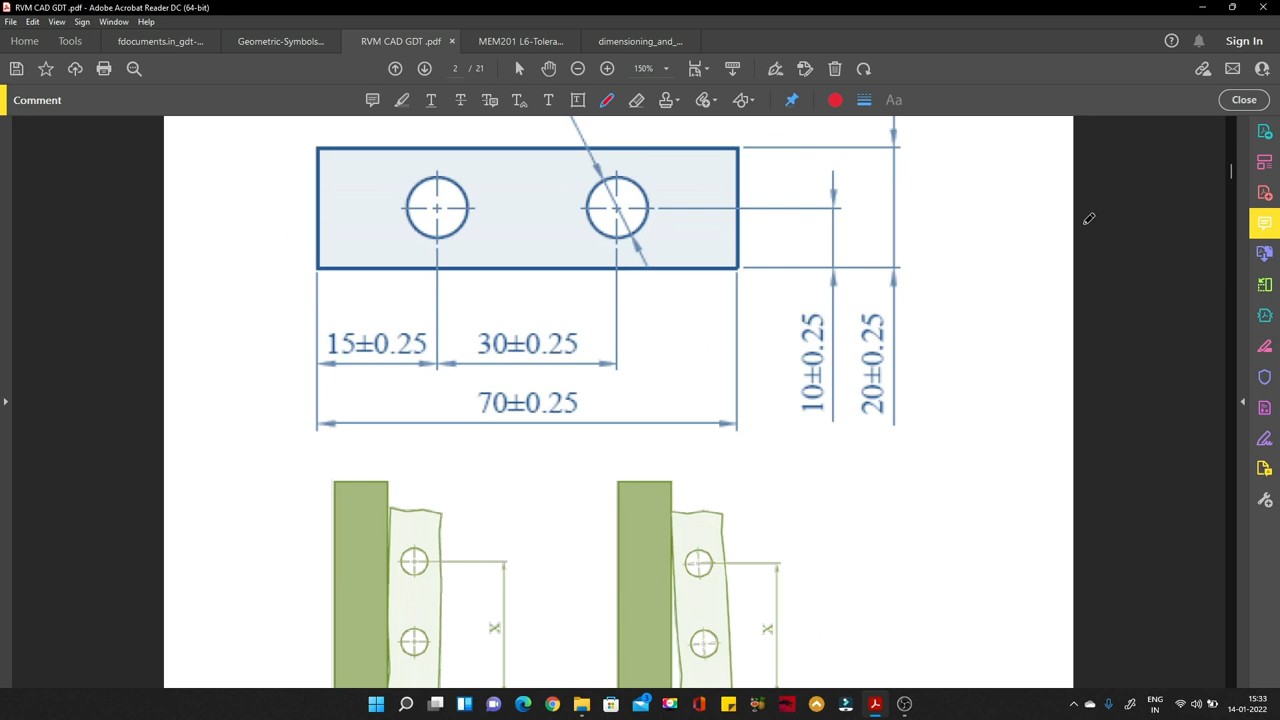 RVM CAD GDT .pdf - Adobe Acrobat Reader DC (64-bit)
File Edit View Sign Window Help
Home Tools fdocuments.in_gdt-... Geometric-Symbols... RVM CAD GDT .pdf MEM201 L6-Tolera... dimensioning_and_... Sign In
2 / 21 150%
Comment Aa Close
15±0.25 30±0.25
70±0.25
10±0.25
20±0.25
x x
3 ENG 15:33
IN 14-01-2022